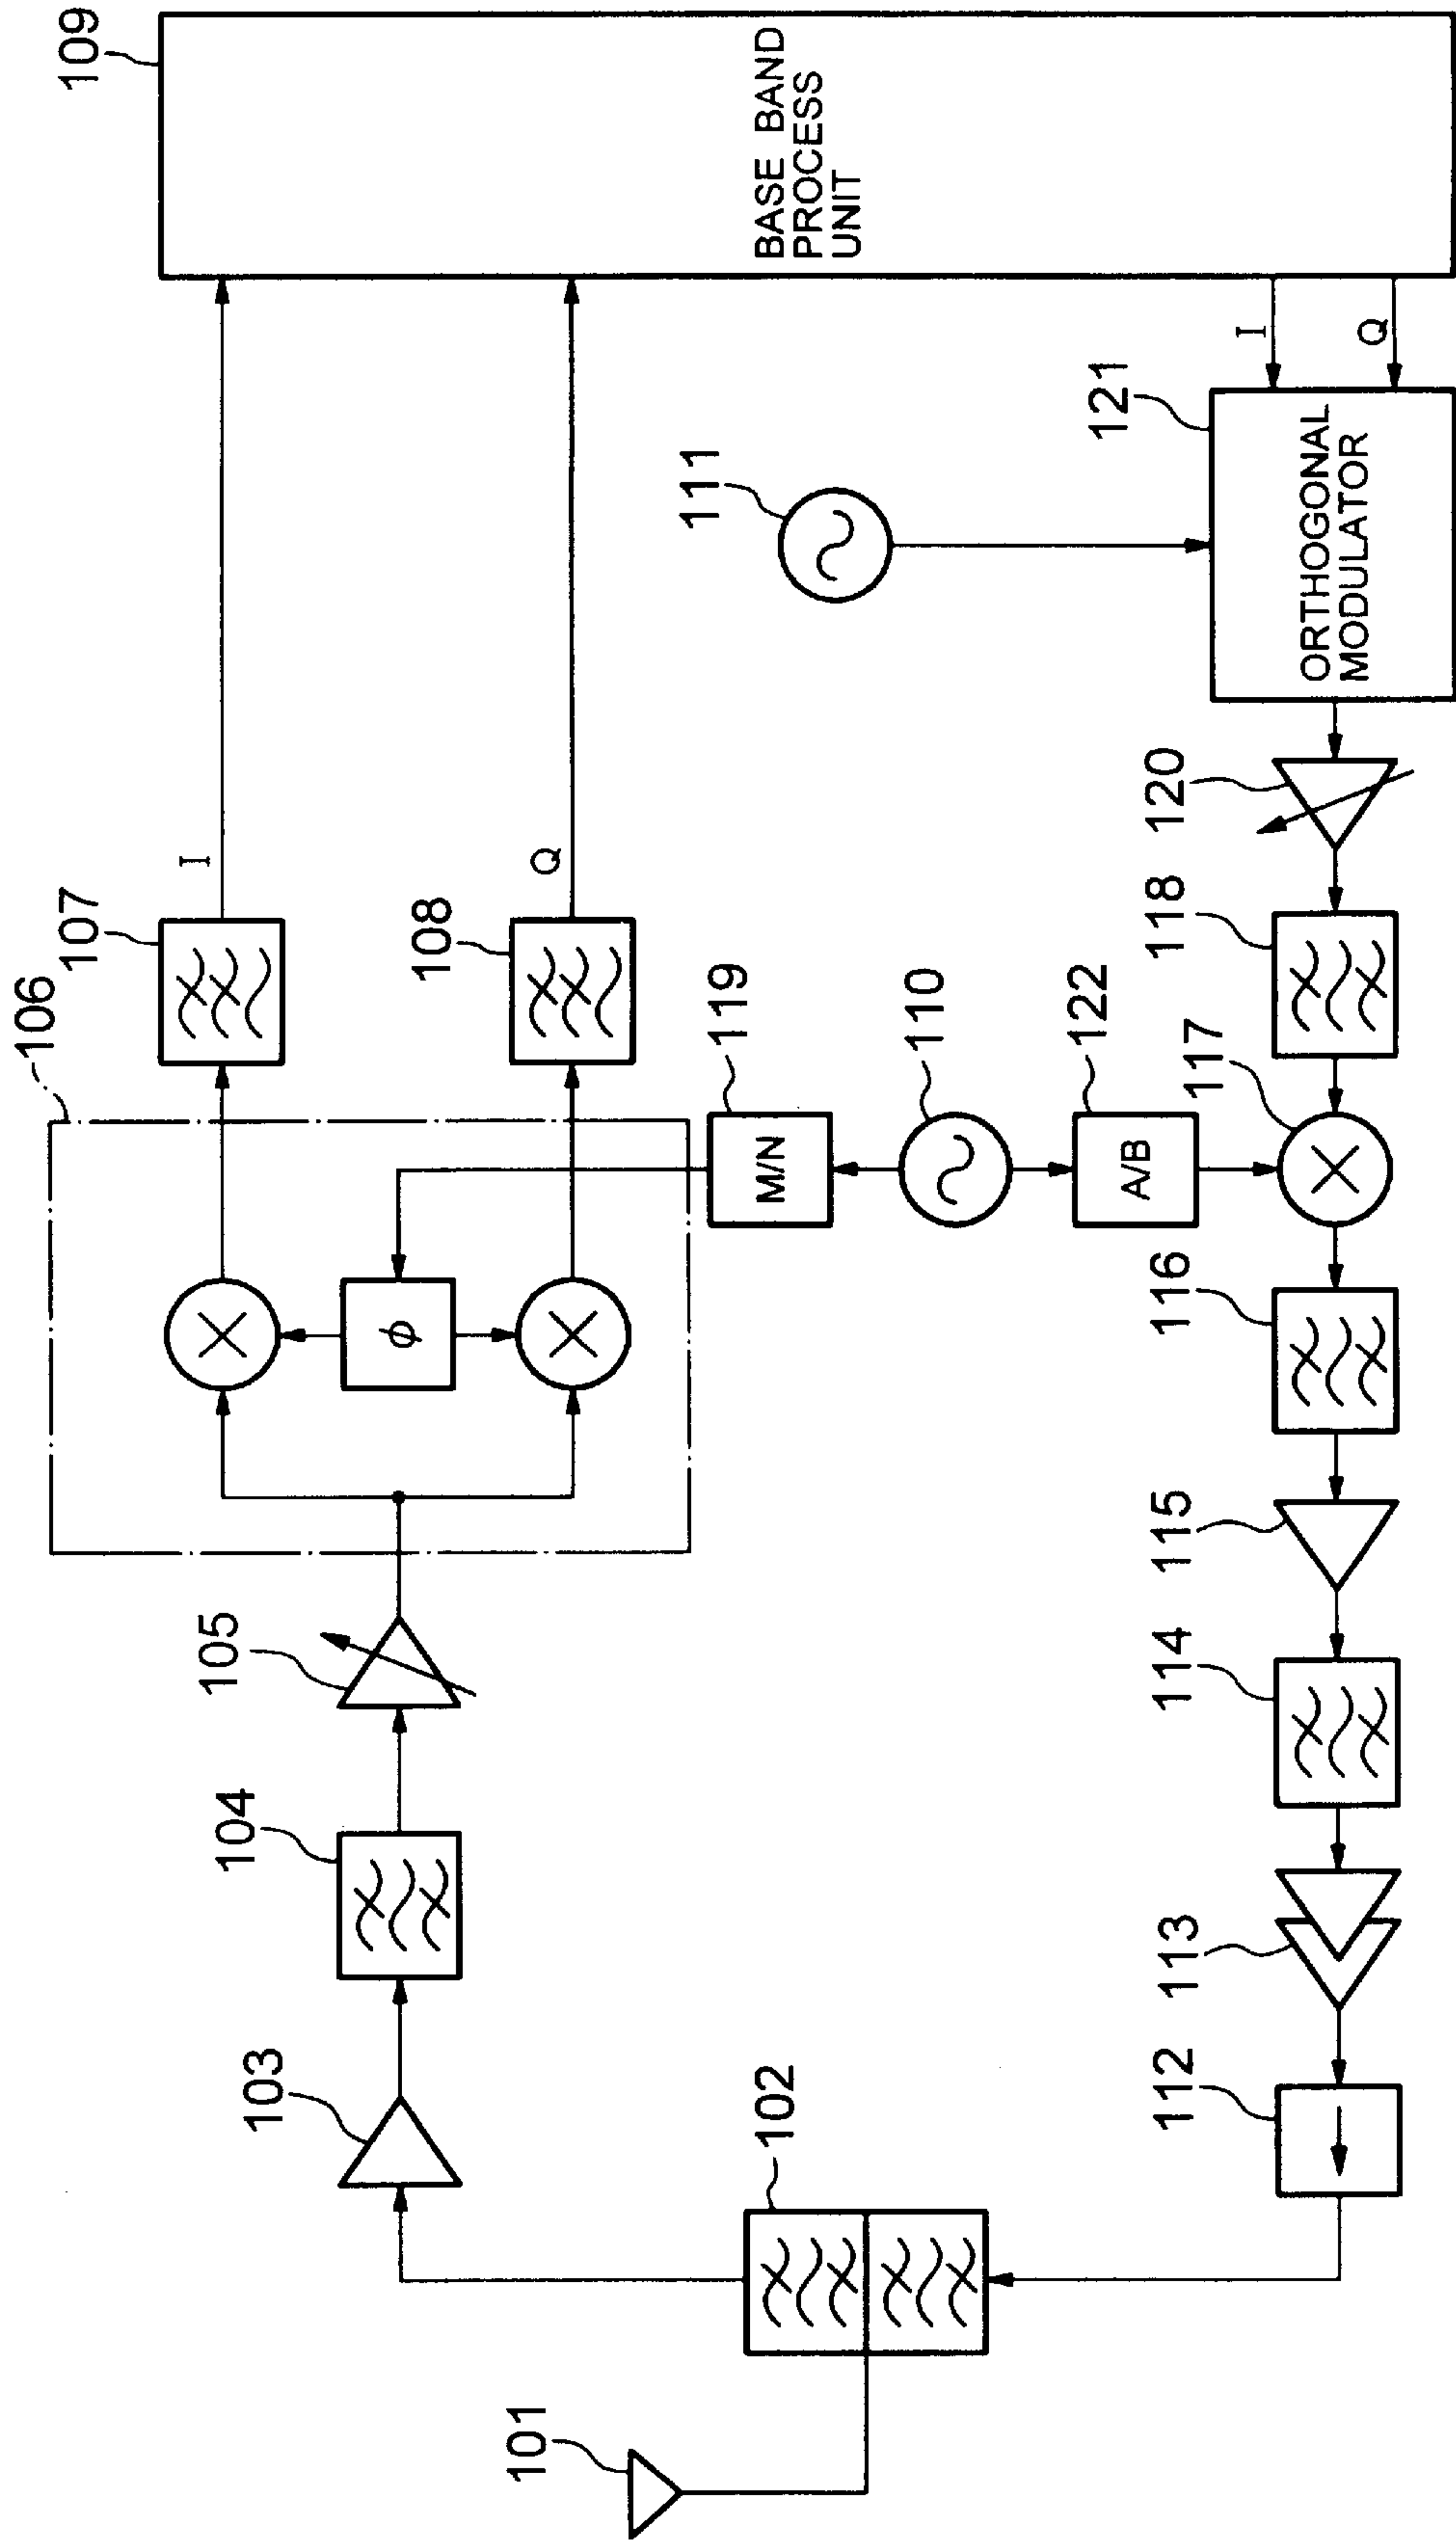 109
BASE BAND
PROCESS
UNIT
106
107
I
108
Q
105
104
103
φ
119
M/N
110
122
A/B
111
121
I
Q
ORTHOGONAL
MODULATOR
120
118
117
116
115
114
113
112
102
101